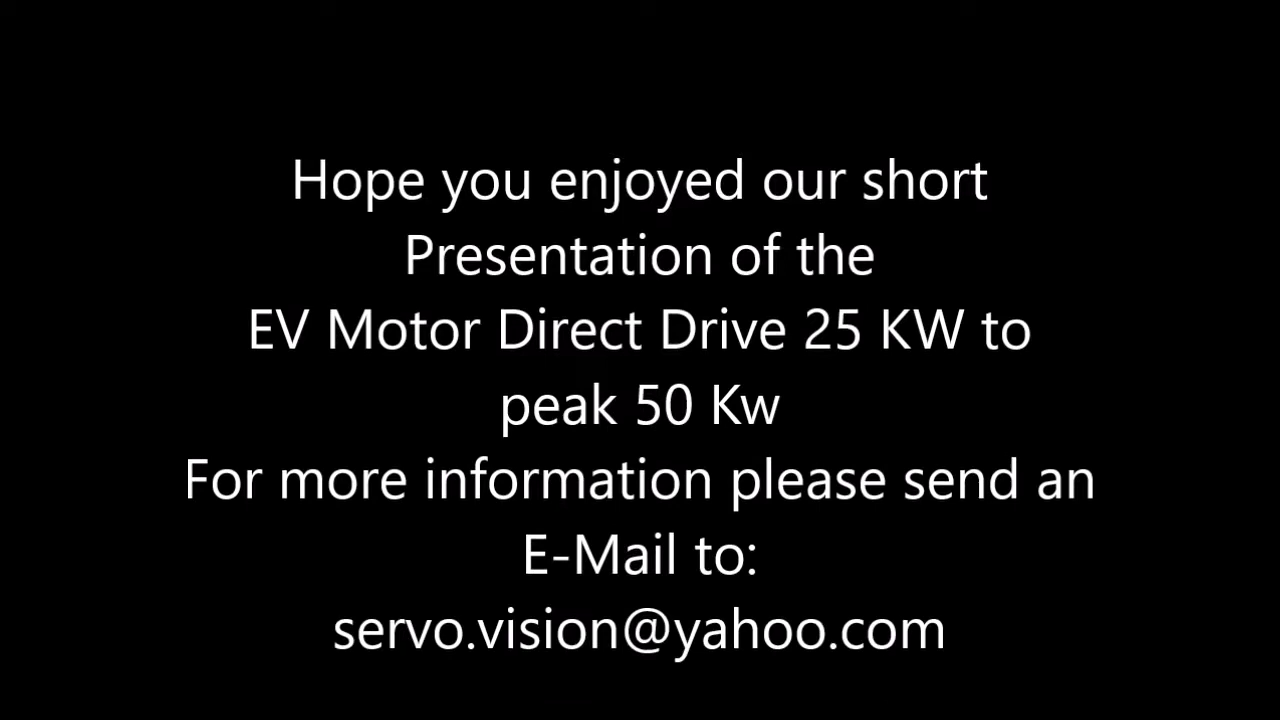 Hope you enjoyed our short
Presentation of the
EV Motor Direct Drive 25 KW to
peak 50 Kw
For more information please send an
E-Mail to:
servo.vision@yahoo.com